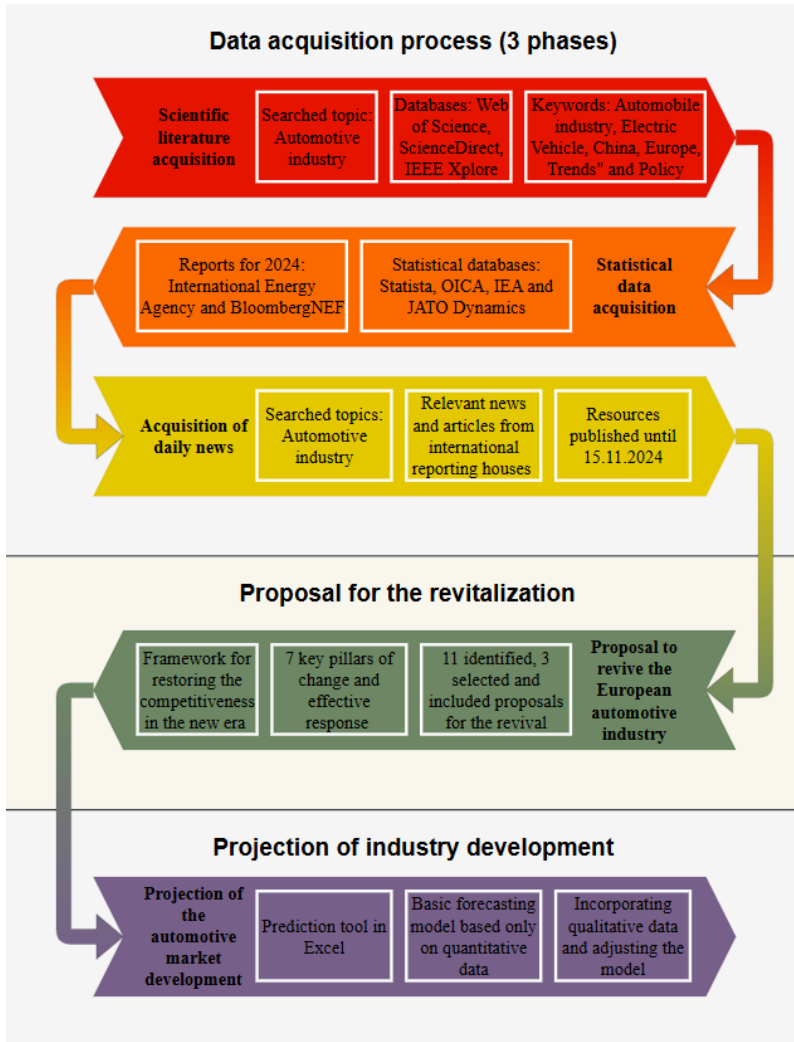 Data acquisition process (3 phases)
Scientific
literature
acquisition
Searched topic:
Automotive
industry
Databases: Web
of Science,
ScienceDirect,
IEEE Xplore
Keywords: Automobile
industry, Electric
Vehicle, China, Europe,
Trends" and Policy
Reports for 2024:
International Energy
Agency and BloombergNEF
Statistical databases:
Statista, OICA, IEA and
JATO Dynamics
Statistical
data
acquisition
Acquisition of
daily news
Searched topics:
Automotive
industry
Relevant news
and articles from
international
reporting houses
Resources
published until
15.11.2024
Proposal for the revitalization
Framework for
restoring the
competitiveness
in the new era
7 key pillars of
change and
effective
response
11 identified, 3
selected and
included proposals
for the revival
Proposal to
revive the
European
automotive
industry
Projection of industry development
Projection of
the
automotive
market
development
Prediction tool in
Excel
Basic forecasting
model based only
on quantitative
data
Incorporating
qualitative data
and adjusting the
model